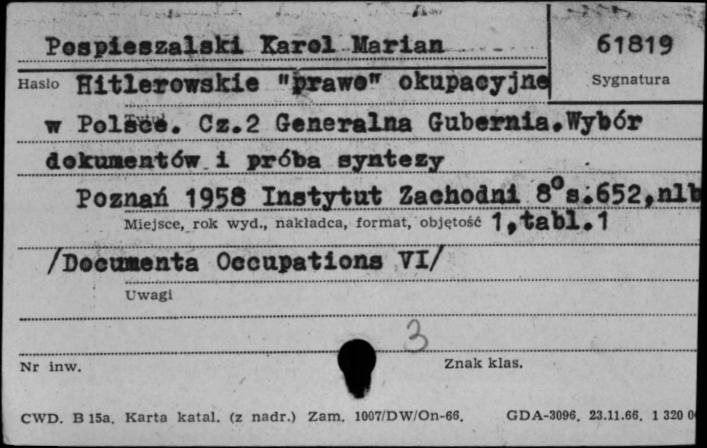 Pospieszalski Karol Marian
61819
Hasło Hitlerowskie "prawo" okupacyjne
Sygnatura
w Polsce. Cz.2 Generalna Gubernia.Wybór
dokumentów i próba syntezy
Poznań 1958 Instytut Zachodni 8° s.652,nlb
Miejsce, rok wyd., nakładca, format, objętość 1,tabl.1
/Documenta Occupations VI/
Uwagi
3
Nr inw.
Znak klas.
CWD. B 15a. Karta katal. (z nadr.) Zam. 1007/DW/On-66. GDA-3096. 23.11.66. 1 320